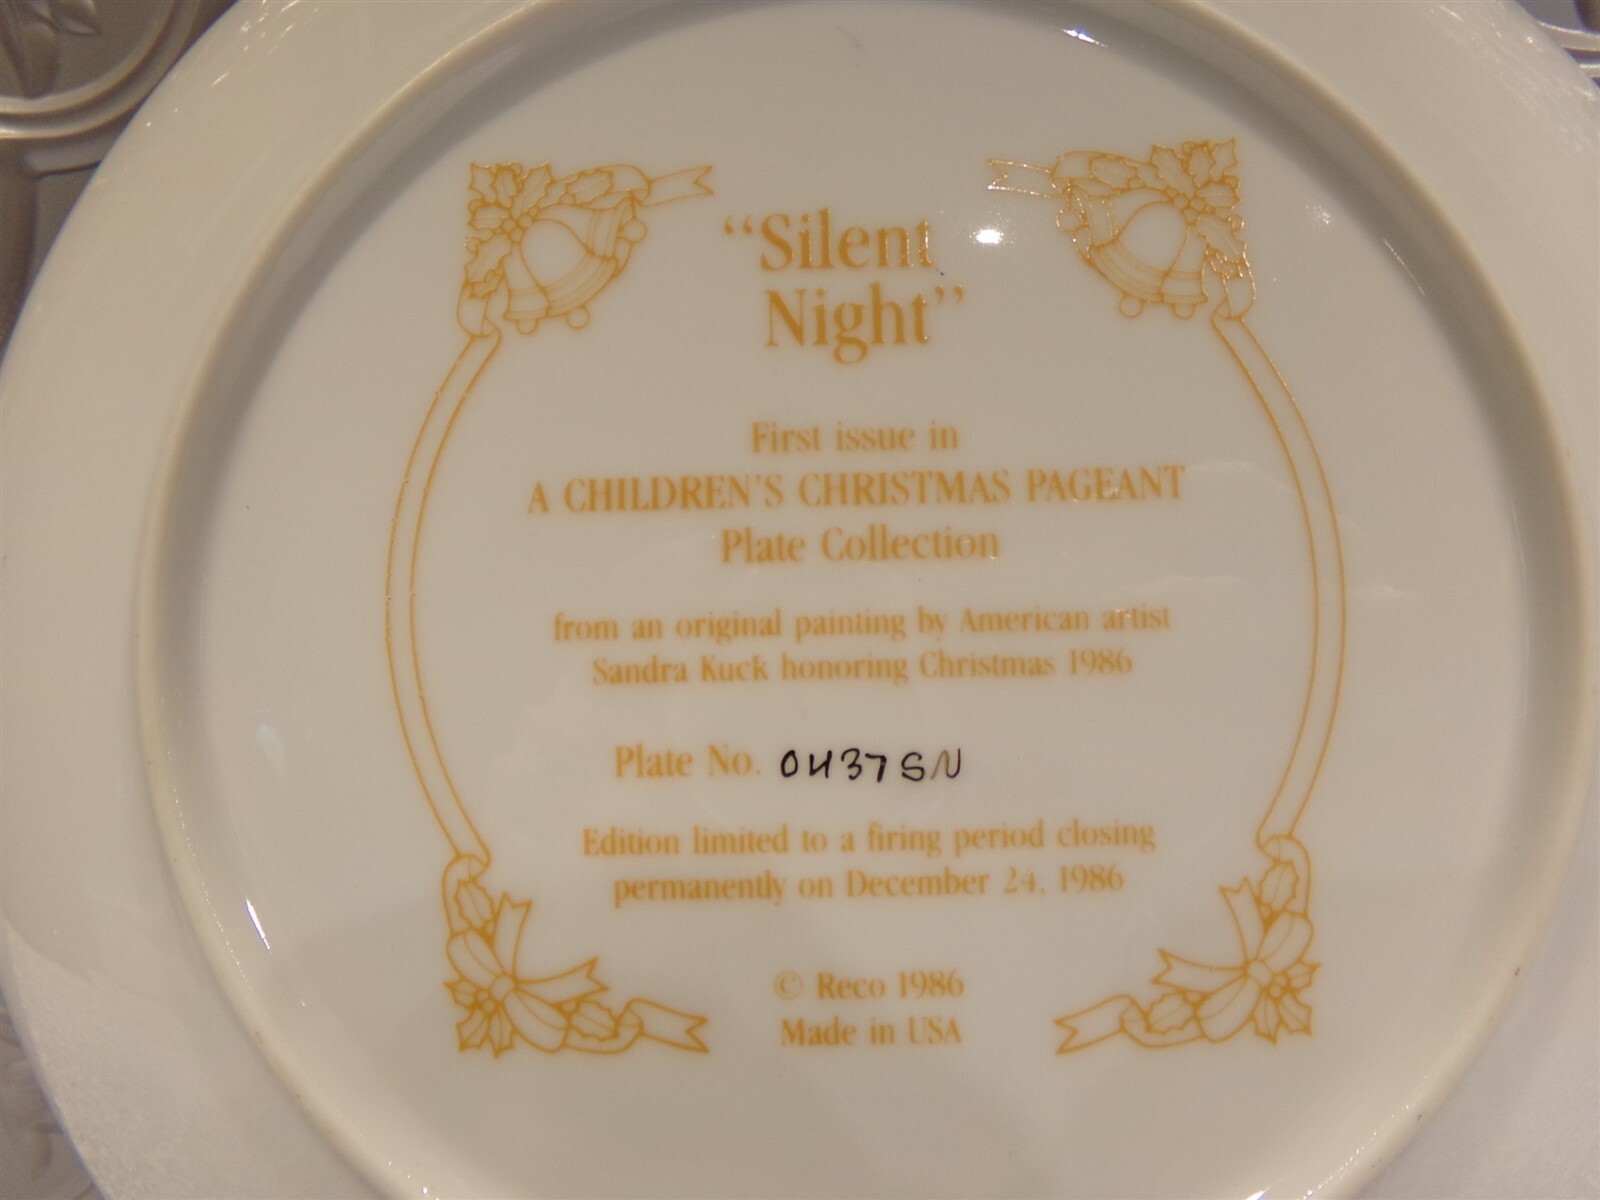 “Silent
Night”
First issue in
A CHILDREN'S CHRISTMAS PAGEANT
Plate Collection
from an original painting by American artist
Sandra Kuck honoring Christmas 1986
Plate No. 0437SN
Edition limited to a firing period closing
permanently on December 24, 1986
© Reco 1986
Made in USA